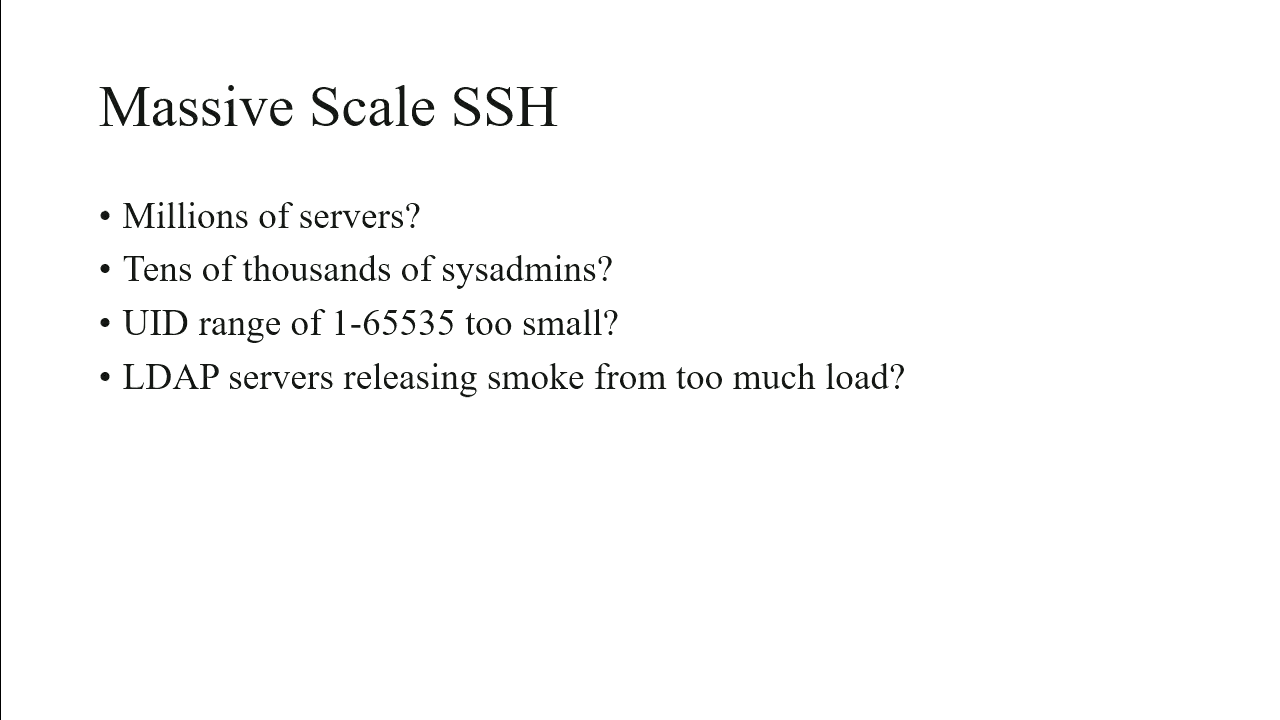 Massive Scale SSH
• Millions of servers?
• Tens of thousands of sysadmins?
• UID range of 1-65535 too small?
• LDAP servers releasing smoke from too much load?